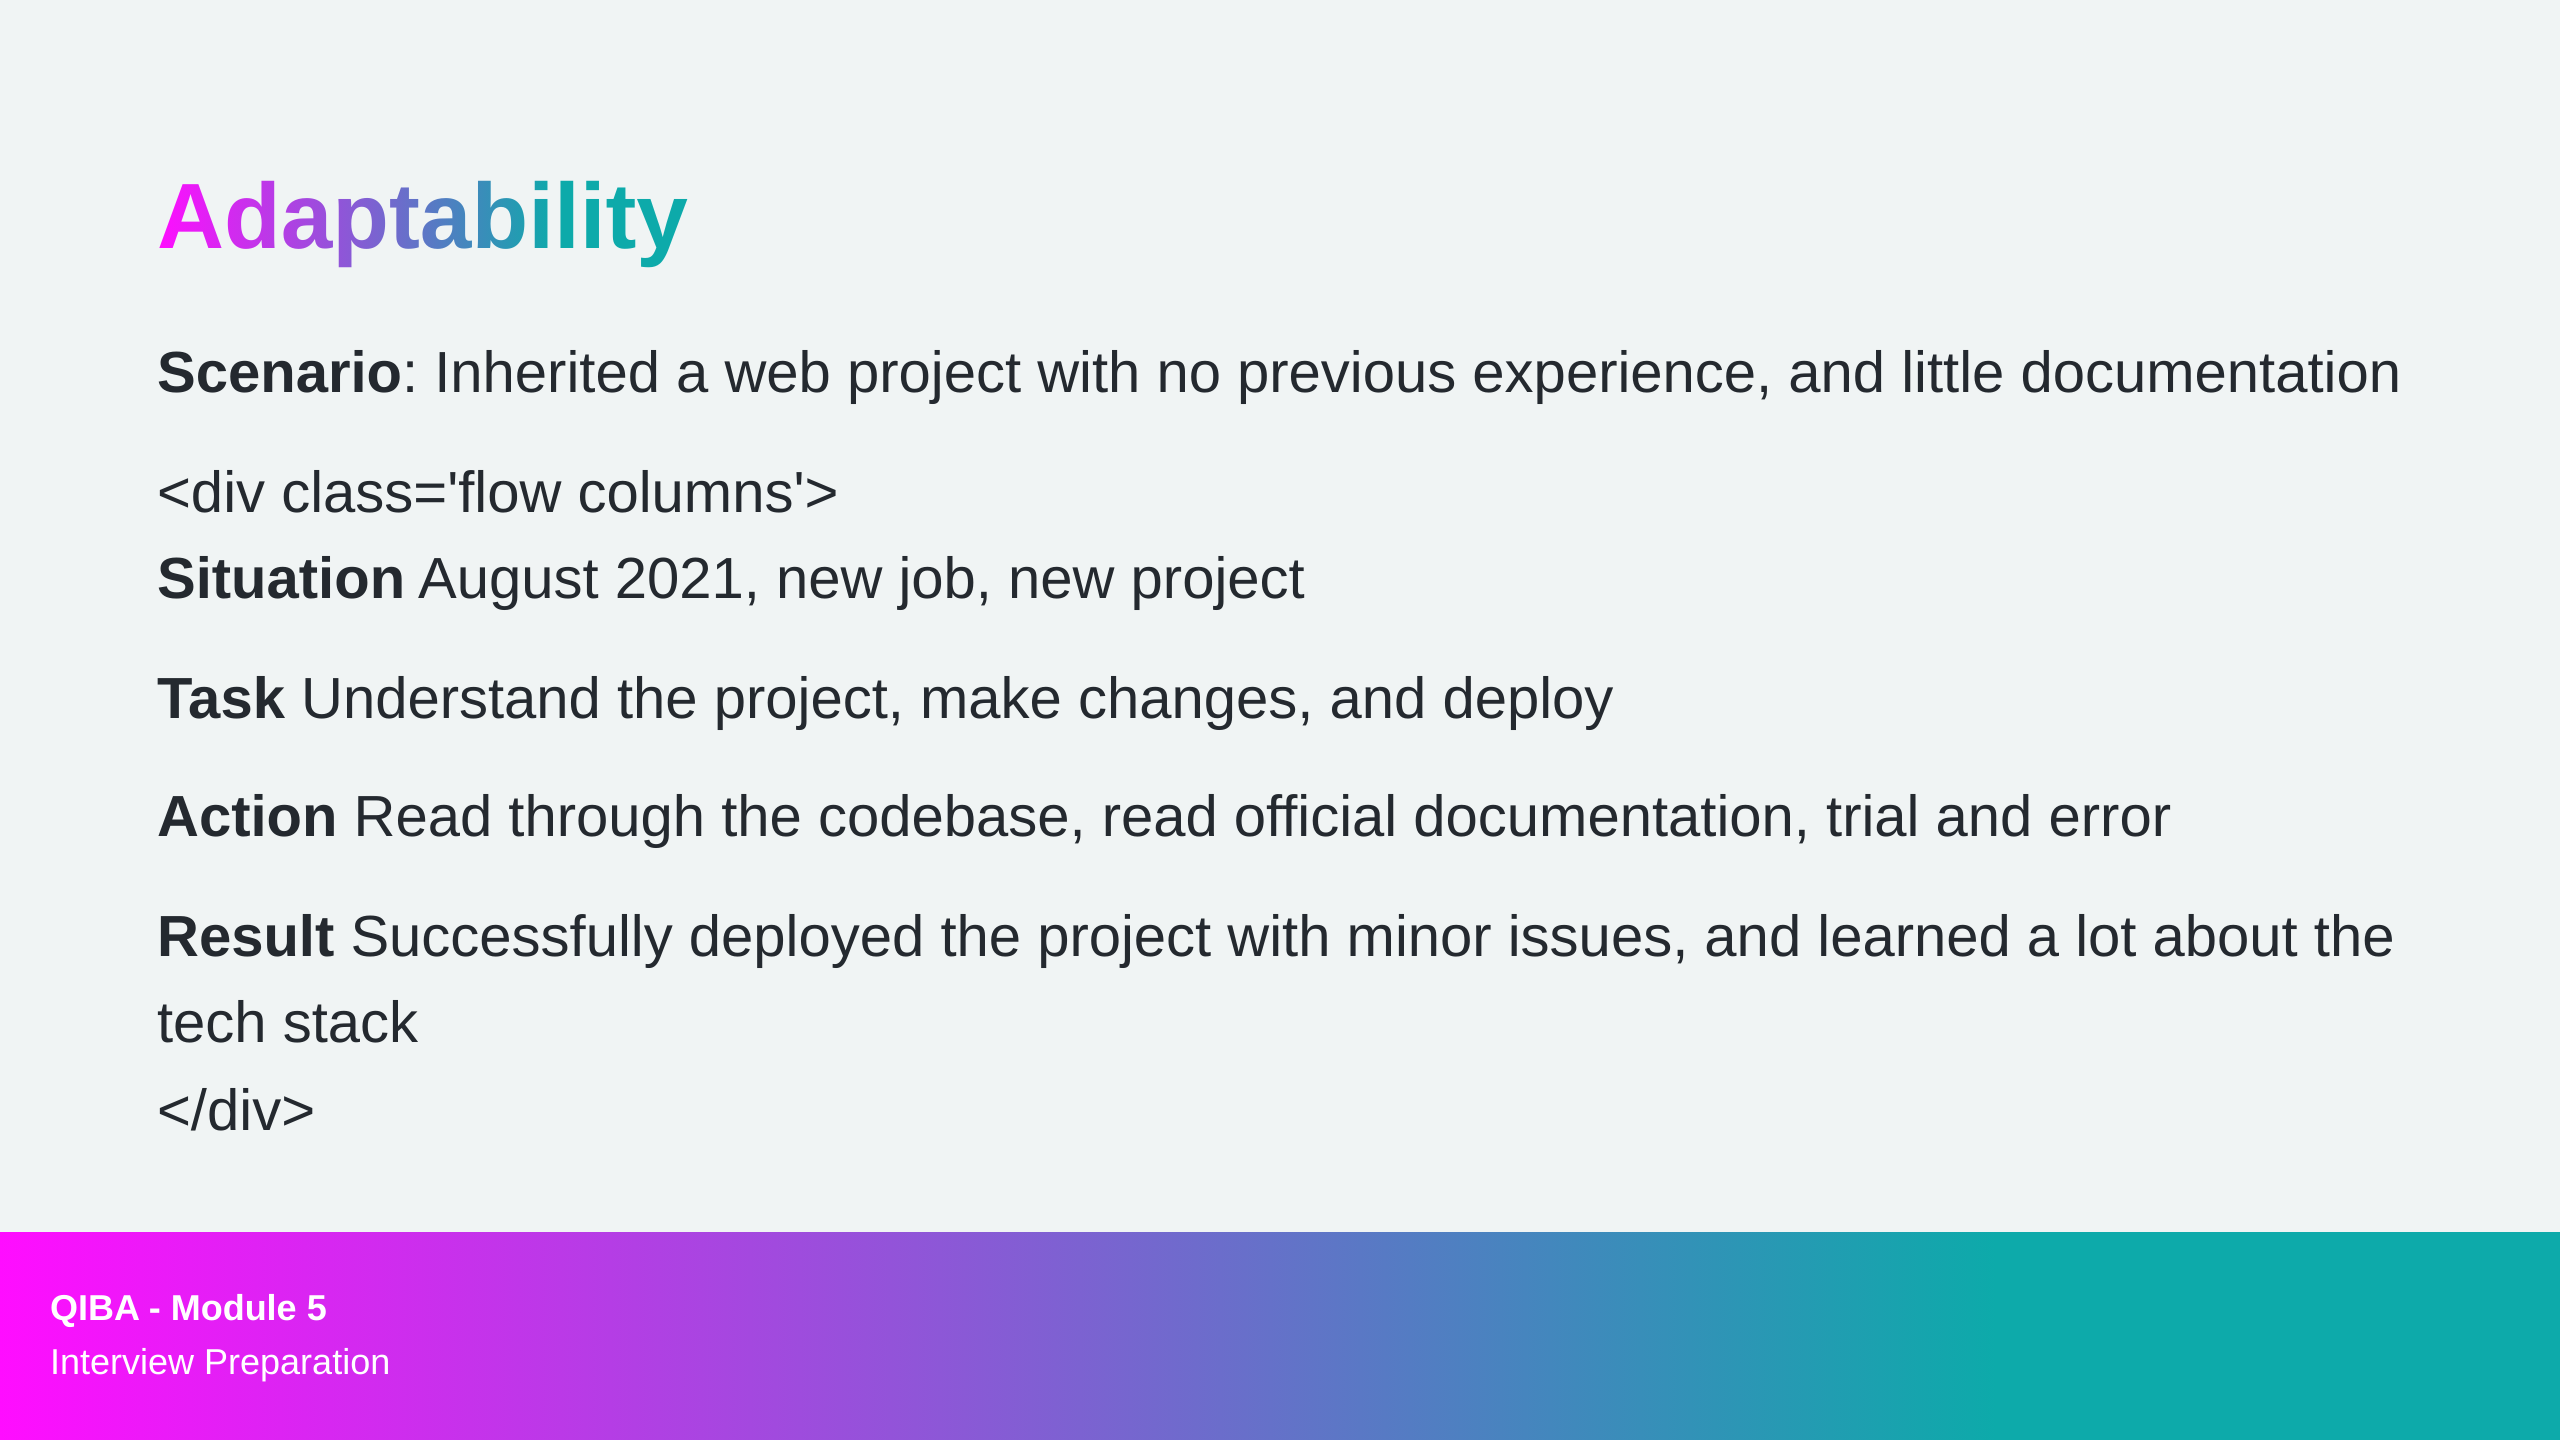 Adaptability
Scenario: Inherited a web project with no previous experience, and little documentation
<div class='flow columns'>
Situation August 2021, new job, new project
Task Understand the project, make changes, and deploy
Action Read through the codebase, read official documentation, trial and error
Result Successfully deployed the project with minor issues, and learned a lot about the
tech stack
</div>
QIBA - Module 5
Interview Preparation